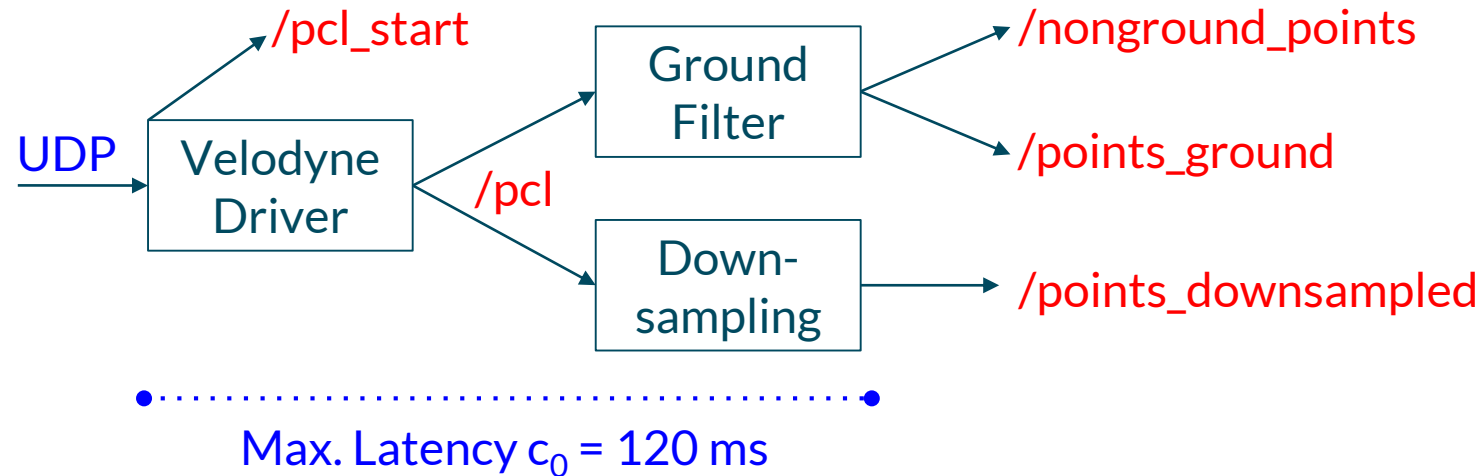 /pcl_start
UDP
Velodyne
Driver
/pcl
Ground
Filter
/nonground_points
/points_ground
Down-
sampling
/points_downsampled
Max. Latency c₀ = 120 ms